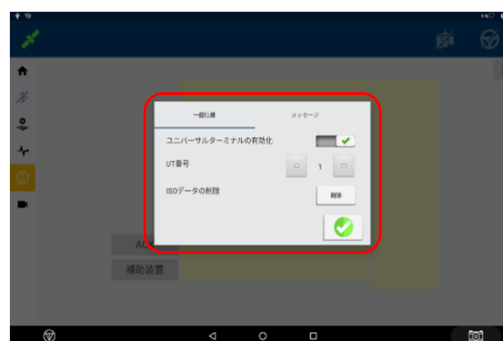 一般仕様 メッセージ
ユニバーサルターミナルの有効化
UT番号 1
ISOデータの削除 削除
補助装置